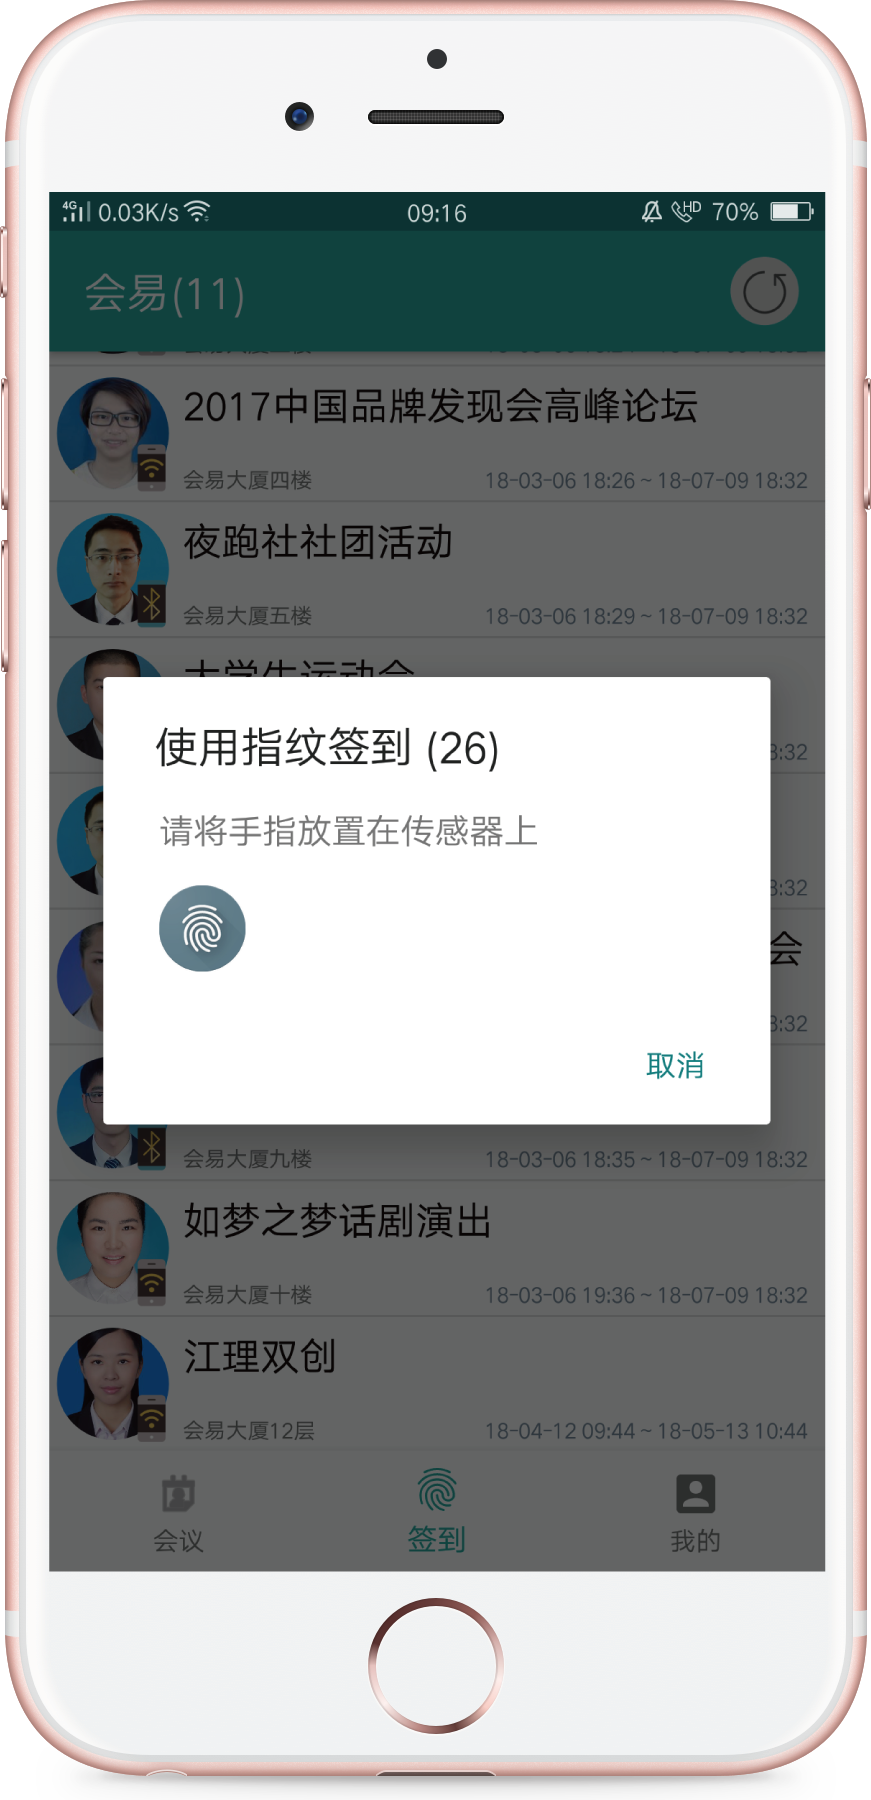 4G 0.03K/s 09:16 HD 70%
会易(11)
2017中国品牌发现会高峰论坛
会易大厦四楼 18-03-06 18:26 ~ 18-07-09 18:32
夜跑社社团活动
会易大厦五楼 18-03-06 18:29 ~ 18-07-09 18:32
大学生运动会
使用指纹签到 (26)
8:32
请将手指放置在传感器上
8:32
会
8:32
取消
会易大厦九楼 18-03-06 18:35 ~ 18-07-09 18:32
如梦之梦话剧演出
会易大厦十楼 18-03-06 19:36 ~ 18-07-09 18:32
江理双创
会易大厦12层 18-04-12 09:44 ~ 18-05-13 10:44
会议 签到 我的